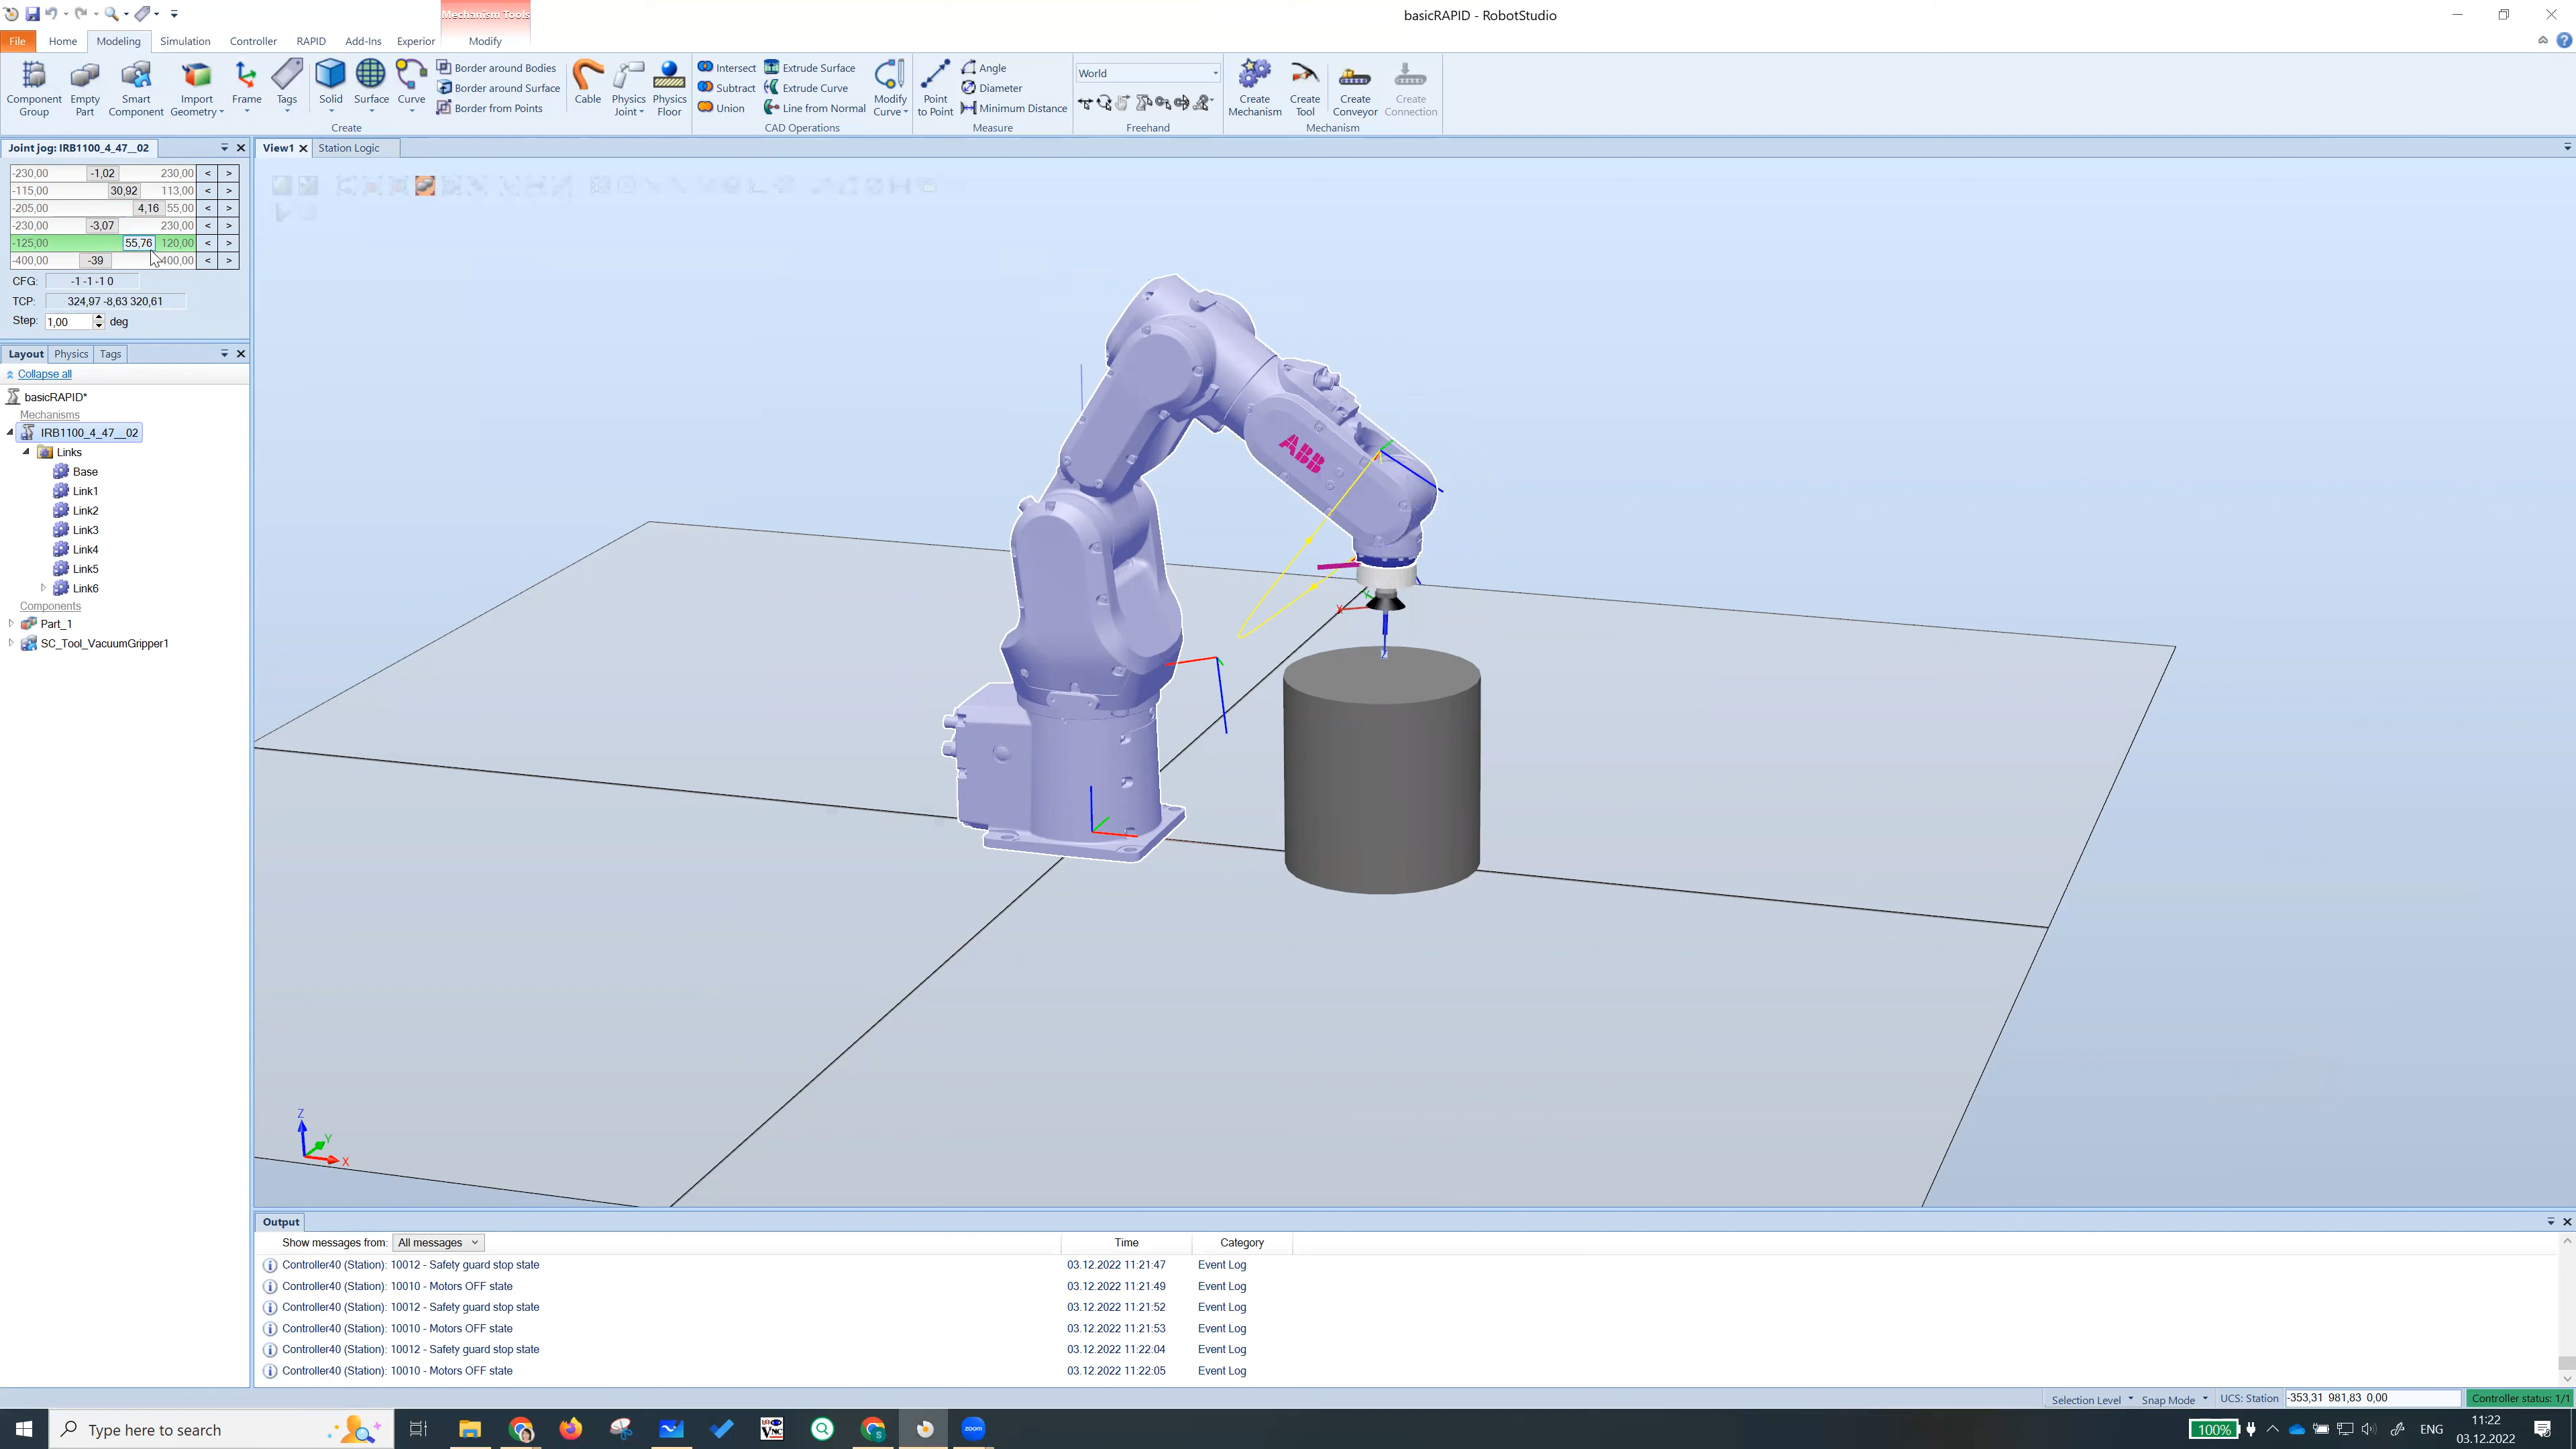 Mechanism Tools
basicRAPID - RobotStudio
File Home Modeling Simulation Controller RAPID Add-Ins Experior Modify
Component Group
Empty Part
Smart Component
Import Geometry
Frame
Tags
Solid
Surface
Curve
Border around Bodies
Border around Surface
Border from Points
Create
Cable
Physics Joint
Physics Floor
Intersect
Subtract
Union
Extrude Surface
Extrude Curve
Line from Normal
Modify Curve
CAD Operations
Point to Point
Angle
Diameter
Minimum Distance
Measure
World
Freehand
Create Mechanism
Create Tool
Create Conveyor
Create Connection
Mechanism
Joint jog: IRB1100_4_47__02
-230,00 -1,02 230,00 < >
-115,00 30,92 113,00 < >
-205,00 4,16 55,00 < >
-230,00 -3,07 230,00 < >
-125,00 55,76 120,00 < >
-400,00 -39 400,00 < >
CFG: -1 -1 -1 0
TCP: 324,97 -8,63 320,61
Step: 1,00 deg
Layout Physics Tags
Collapse all
basicRAPID*
Mechanisms
IRB1100_4_47__02
Links
Base
Link1
Link2
Link3
Link4
Link5
Link6
Components
Part_1
SC_Tool_VacuumGripper1
View1 Station Logic
ABB
X
Y
Z
Z
Y
X
Output
Show messages from: All messages Time Category
Controller40 (Station): 10012 - Safety guard stop state 03.12.2022 11:21:47 Event Log
Controller40 (Station): 10010 - Motors OFF state 03.12.2022 11:21:49 Event Log
Controller40 (Station): 10012 - Safety guard stop state 03.12.2022 11:21:52 Event Log
Controller40 (Station): 10010 - Motors OFF state 03.12.2022 11:21:53 Event Log
Controller40 (Station): 10012 - Safety guard stop state 03.12.2022 11:22:04 Event Log
Controller40 (Station): 10010 - Motors OFF state 03.12.2022 11:22:05 Event Log
Selection Level Snap Mode UCS: Station -353,31 981,83 0,00 Controller status: 1/1
Type here to search
VNC
S
zoom
100%
ENG
11:22
03.12.2022